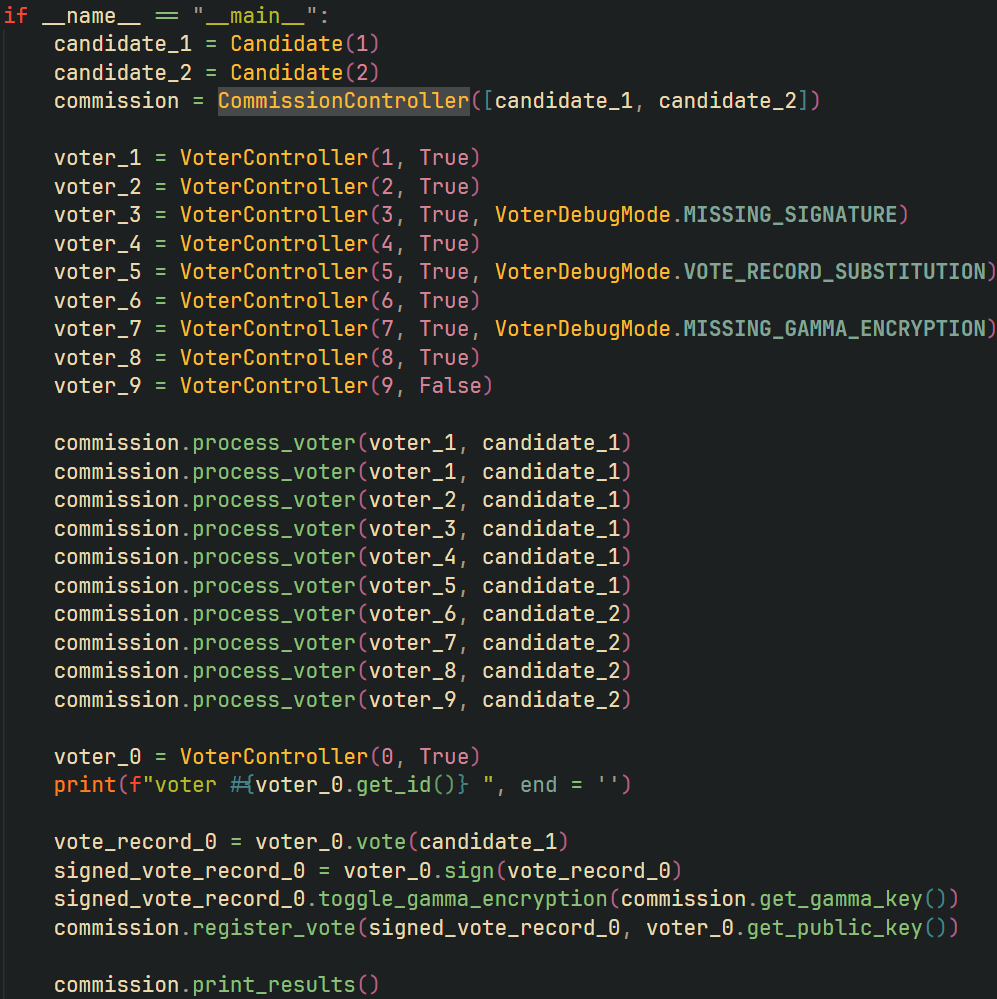 if __name__ == "__main__":
    candidate_1 = Candidate(1)
    candidate_2 = Candidate(2)
    commission = CommissionController([candidate_1, candidate_2])

    voter_1 = VoterController(1, True)
    voter_2 = VoterController(2, True)
    voter_3 = VoterController(3, True, VoterDebugMode.MISSING_SIGNATURE)
    voter_4 = VoterController(4, True)
    voter_5 = VoterController(5, True, VoterDebugMode.VOTE_RECORD_SUBSTITUTION)
    voter_6 = VoterController(6, True)
    voter_7 = VoterController(7, True, VoterDebugMode.MISSING_GAMMA_ENCRYPTION)
    voter_8 = VoterController(8, True)
    voter_9 = VoterController(9, False)

    commission.process_voter(voter_1, candidate_1)
    commission.process_voter(voter_1, candidate_1)
    commission.process_voter(voter_2, candidate_1)
    commission.process_voter(voter_3, candidate_1)
    commission.process_voter(voter_4, candidate_1)
    commission.process_voter(voter_5, candidate_1)
    commission.process_voter(voter_6, candidate_2)
    commission.process_voter(voter_7, candidate_2)
    commission.process_voter(voter_8, candidate_2)
    commission.process_voter(voter_9, candidate_2)

    voter_0 = VoterController(0, True)
    print(f"voter #{voter_0.get_id()} ", end = '')

    vote_record_0 = voter_0.vote(candidate_1)
    signed_vote_record_0 = voter_0.sign(vote_record_0)
    signed_vote_record_0.toggle_gamma_encryption(commission.get_gamma_key())
    commission.register_vote(signed_vote_record_0, voter_0.get_public_key())

    commission.print_results()